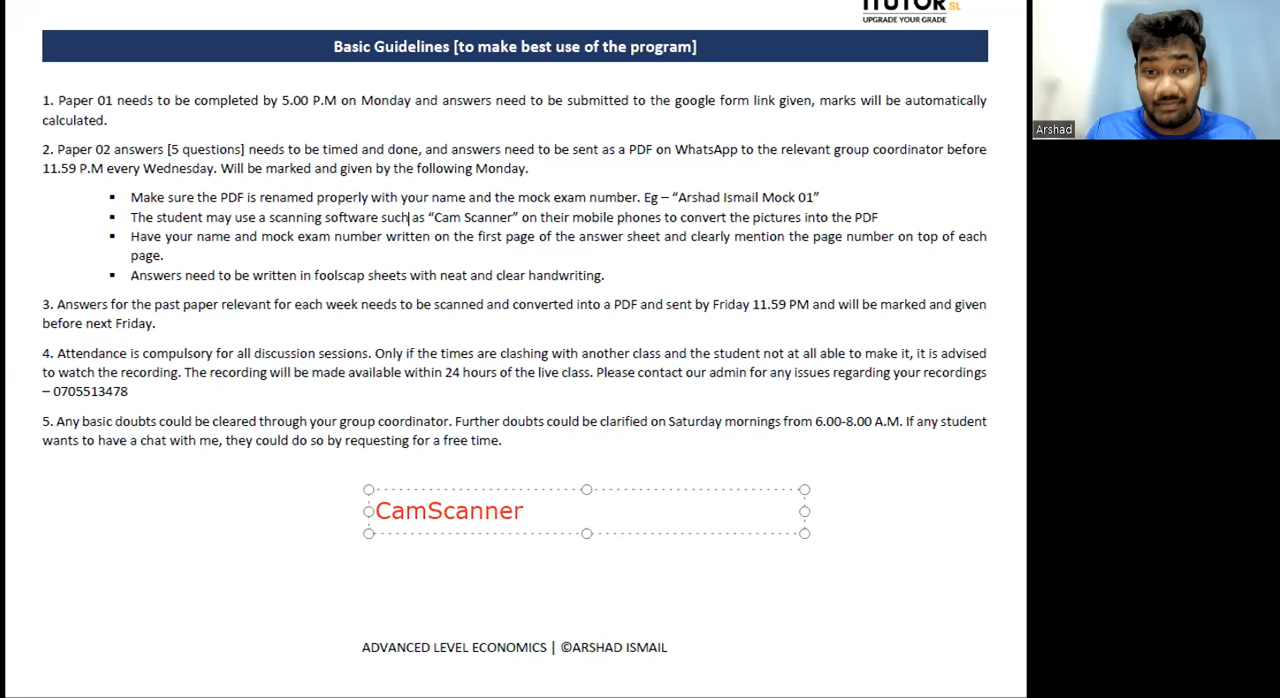 ITUTOR SL
UPGRADE YOUR GRADE
Basic Guidelines [to make best use of the program]
1. Paper 01 needs to be completed by 5.00 P.M on Monday and answers need to be submitted to the google form link given, marks will be automatically
calculated.
2. Paper 02 answers [5 questions] needs to be timed and done, and answers need to be sent as a PDF on WhatsApp to the relevant group coordinator before
11.59 P.M every Wednesday. Will be marked and given by the following Monday.
▪ Make sure the PDF is renamed properly with your name and the mock exam number. Eg – “Arshad Ismail Mock 01”
▪ The student may use a scanning software such as “Cam Scanner” on their mobile phones to convert the pictures into the PDF
▪ Have your name and mock exam number written on the first page of the answer sheet and clearly mention the page number on top of each
page.
▪ Answers need to be written in foolscap sheets with neat and clear handwriting.
3. Answers for the past paper relevant for each week needs to be scanned and converted into a PDF and sent by Friday 11.59 PM and will be marked and given
before next Friday.
4. Attendance is compulsory for all discussion sessions. Only if the times are clashing with another class and the student not at all able to make it, it is advised
to watch the recording. The recording will be made available within 24 hours of the live class. Please contact our admin for any issues regarding your recordings
– 0705513478
5. Any basic doubts could be cleared through your group coordinator. Further doubts could be clarified on Saturday mornings from 6.00-8.00 A.M. If any student
wants to have a chat with me, they could do so by requesting for a free time.
CamScanner
ADVANCED LEVEL ECONOMICS | ©ARSHAD ISMAIL
Arshad